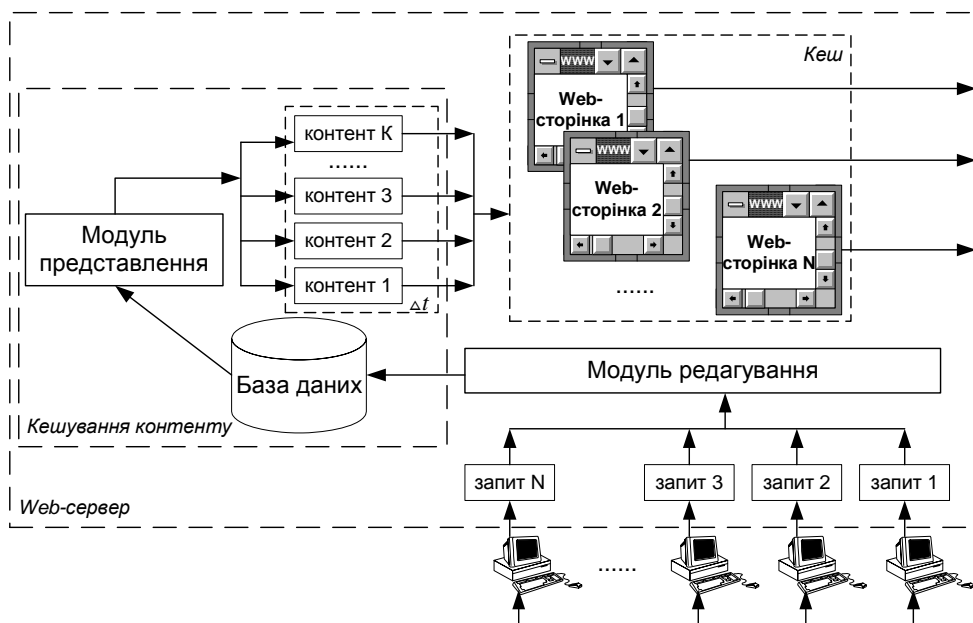 Кеш
www
Web-
сторінка 1
www
Web-
сторінка 2
www
Web-
сторінка N
......
контент К
......
контент 3
контент 2
контент 1
Δt
Модуль
представлення
База даних
Кешування контенту
Модуль редагування
запит N
запит 3
запит 2
запит 1
Web-сервер
......